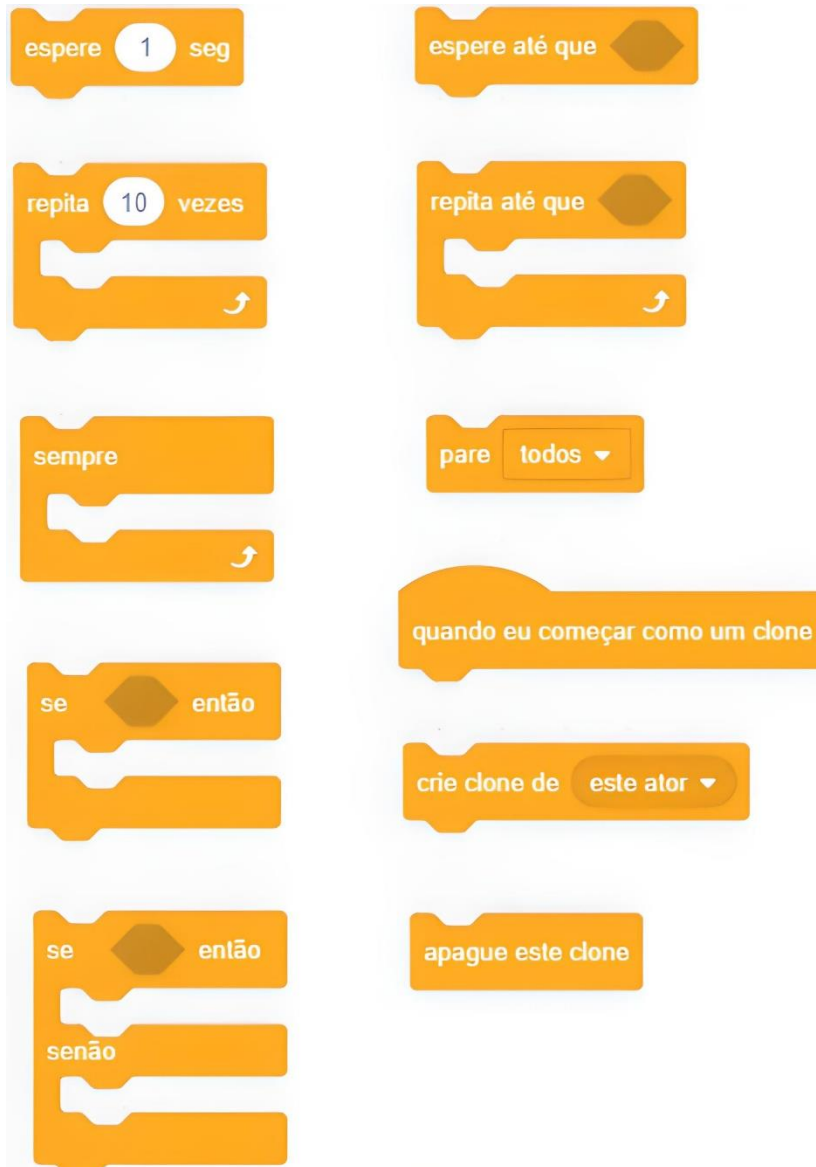 espere 1 seg
repita 10 vezes
sempre
se então
se então
senão
espere até que
repita até que
pare todos
quando eu começar como um clone
crie clone de este ator
apague este clone